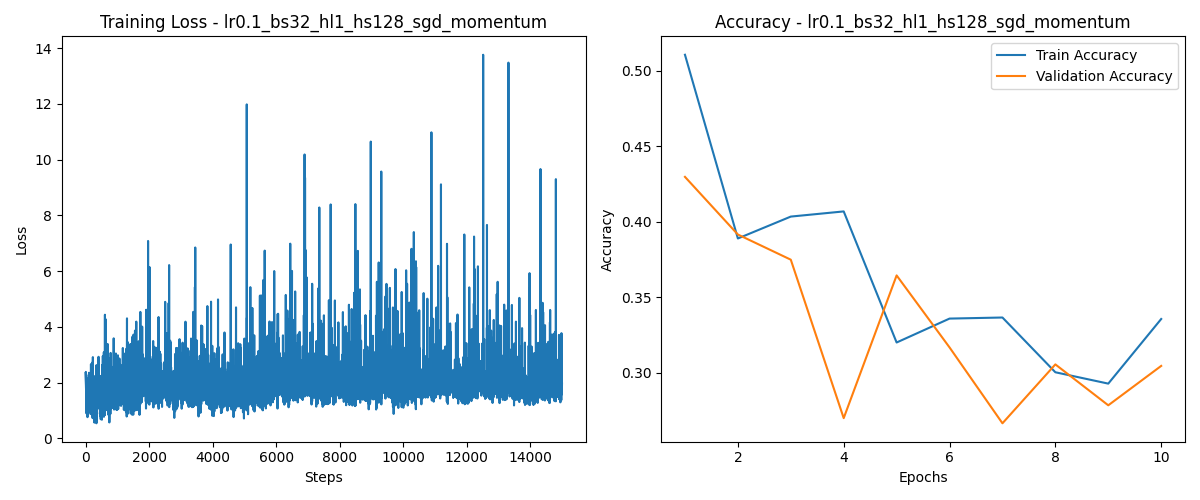 Training Loss - lr0.1_bs32_hl1_hs128_sgd_momentum
14
12
10
8
6
4
2
0
Loss
0 2000 4000 6000 8000 10000 12000 14000
Steps
Accuracy - lr0.1_bs32_hl1_hs128_sgd_momentum
Train Accuracy
Validation Accuracy
0.50
0.45
0.40
0.35
0.30
Accuracy
2 4 6 8 10
Epochs